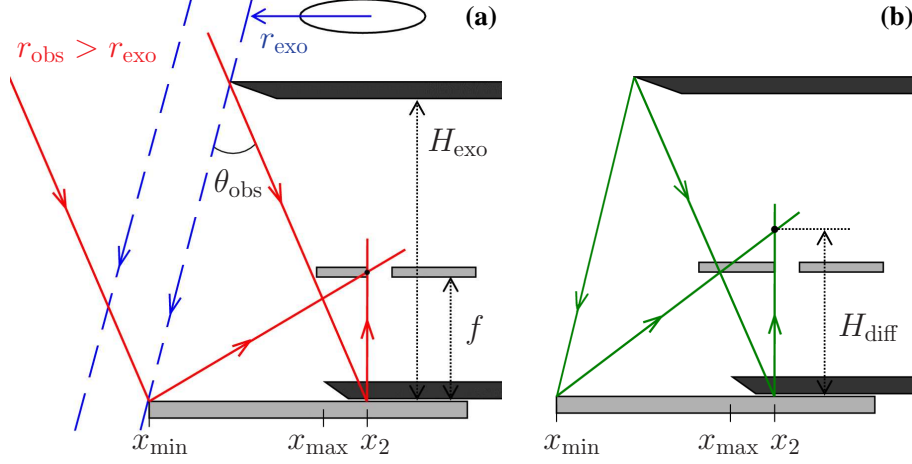 (a)
r_obs > r_exo
r_exo
H_exo
θ_obs
f
x_min
x_max
x_2
(b)
H_diff
x_min
x_max
x_2